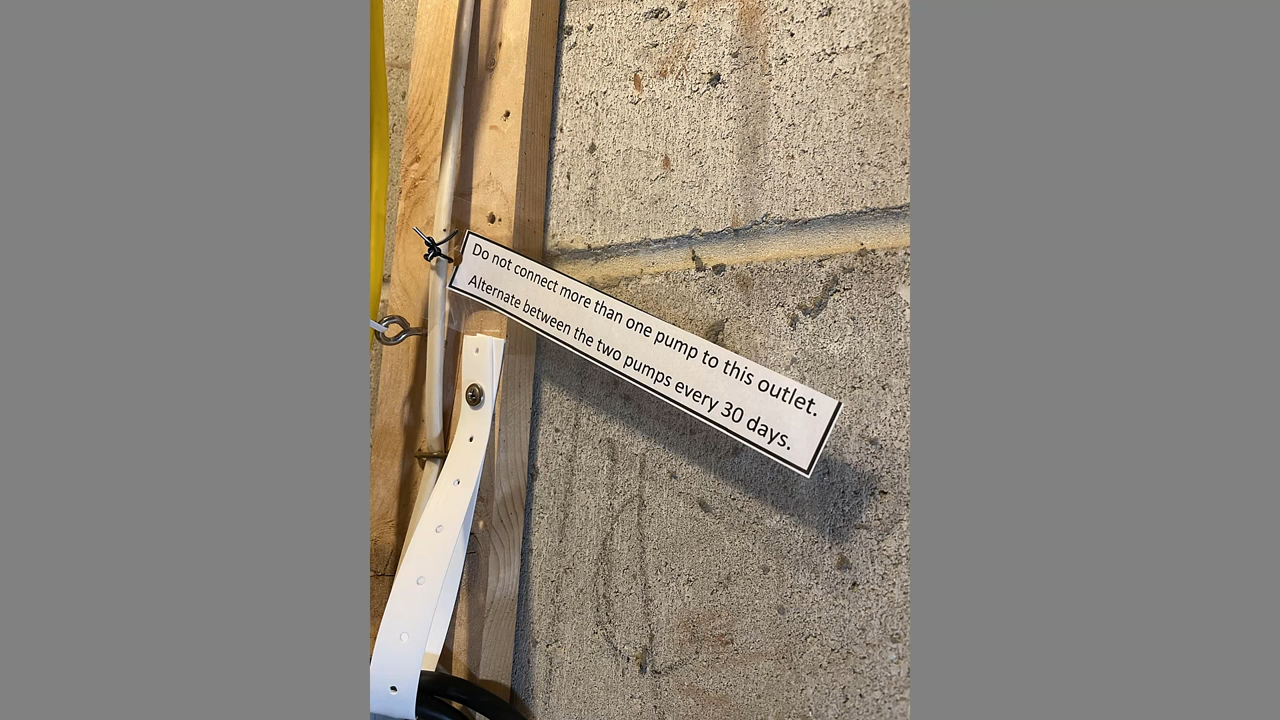 Do not connect more than one pump to this outlet.
Alternate between the two pumps every 30 days.